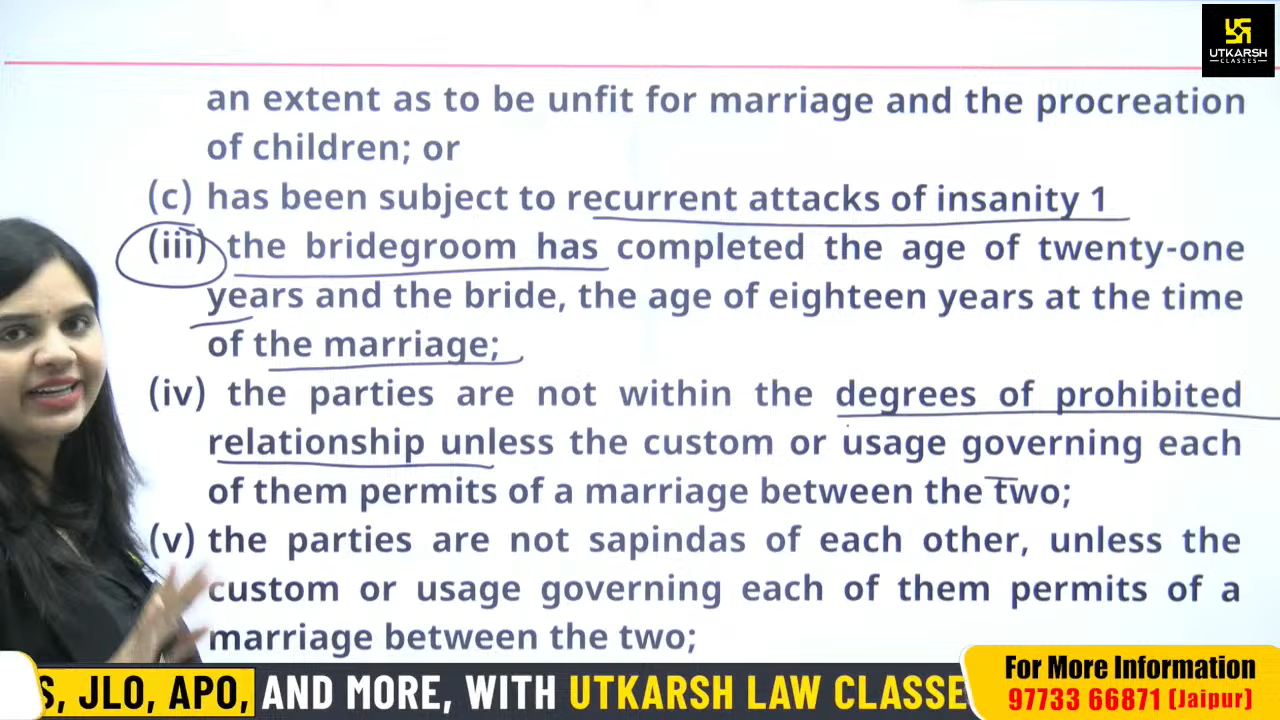 UTKARSH
CLASSES
an extent as to be unfit for marriage and the procreation
of children; or
(c) has been subject to recurrent attacks of insanity 1
(iii) the bridegroom has completed the age of twenty-one
years and the bride, the age of eighteen years at the time
of the marriage;
(iv) the parties are not within the degrees of prohibited
relationship unless the custom or usage governing each
of them permits of a marriage between the two;
(v) the parties are not sapindas of each other, unless the
custom or usage governing each of them permits of a
marriage between the two;
S, JLO, APO, AND MORE, WITH UTKARSH LAW CLASSE
For More Information
97733 66871 (Jaipur)